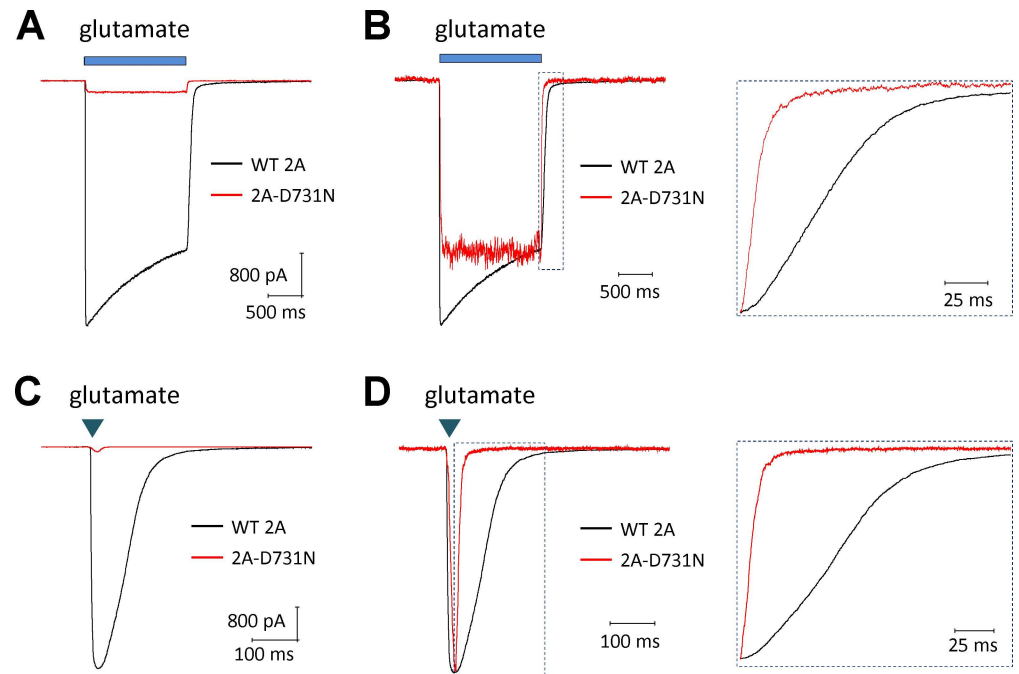 A
glutamate
WT 2A
2A-D731N
800 pA
500 ms
B
glutamate
WT 2A
2A-D731N
500 ms
25 ms
C
glutamate
WT 2A
2A-D731N
800 pA
100 ms
D
glutamate
WT 2A
2A-D731N
100 ms
25 ms